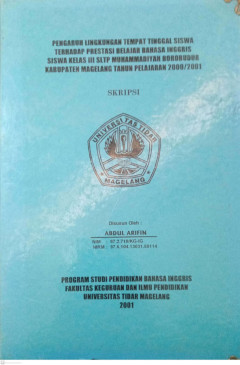 PENGARUH LINGKUNGAN TEMPAT TINGGAL SISWA
TERHADAP PRESTASI BELAJAR BAHASA INGGRIS
SISWA KELAS III SLTP MUHAMMADIYAH BOROBUDUR
KABUPATEN MAGELANG TAHUN PELAJARAN 2000/2001
SKRIPSI
UNIVERSITAS TIDAR
MAGELANG
Disusun Oleh :
ABDUL ARIFIN
NIM
PROGRAM STUDI PENDIDIKAN BAHASA INGGRIS
FAKULTAS KEGURUAN DAN ILMU PENDIDIKAN
UNIVERSITAS TIDAR MAGELANG
2001